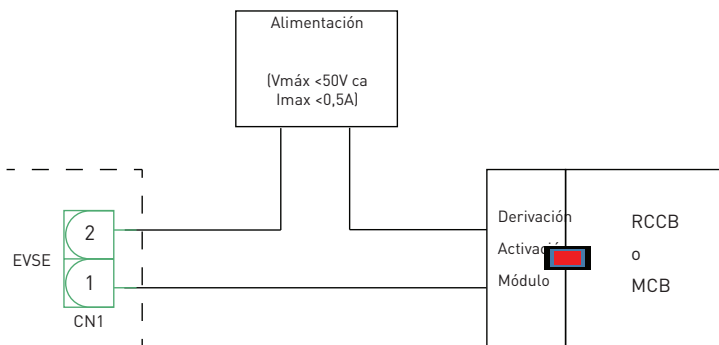 Alimentación
(Vmáx <50V ca
Imax <0,5A)
Derivación
RCCB
2
EVSE
o
1
Módulo
MCB
CN1